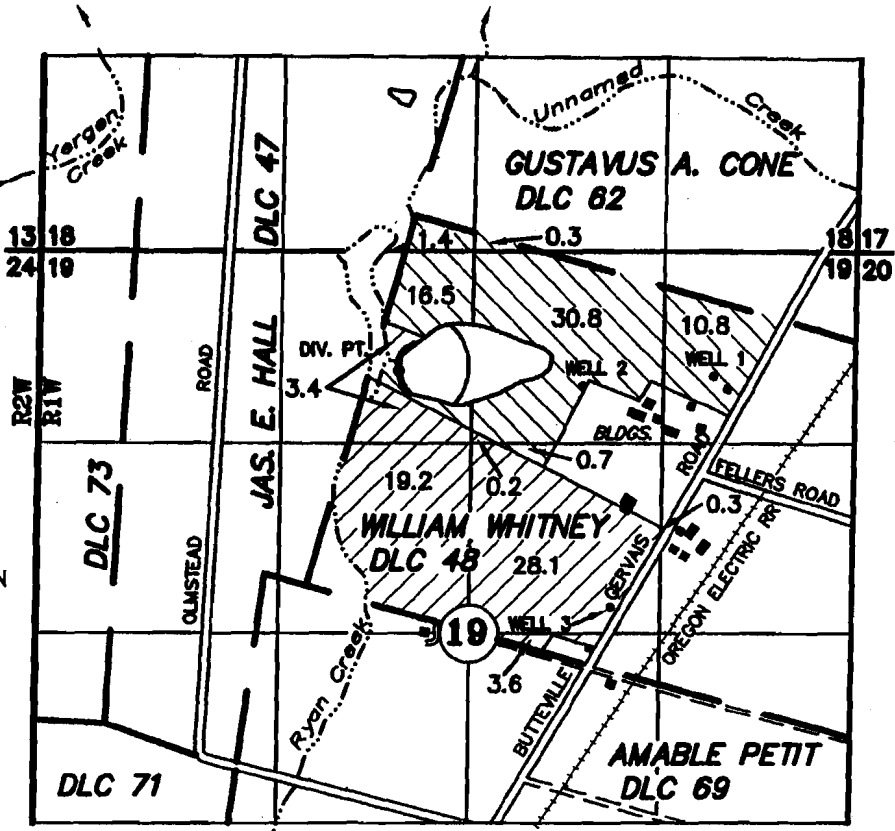 Yergen
Creek
Unnamed
Creek
GUSTAVUS A. CONE
DLC 62
DLC 47
13 18
24 19
18 17
19 20
1.4
0.3
16.5
30.8
10.8
DIV. PT.
WELL 2
WELL 1
3.4
ROAD
R2W
R1W
JAS. E. HALL
BLDGS.
ROAD
0.7
FELLERS ROAD
19.2
0.2
0.3
DLC 73
WILLIAM WHITNEY
DLC 48
28.1
OLMSTEAD
GERVAIS
OREGON ELECTRIC RR
19
WELL 3
3.6
Ryan Creek
BUTTEVILLE
AMABLE PETIT
DLC 69
DLC 71